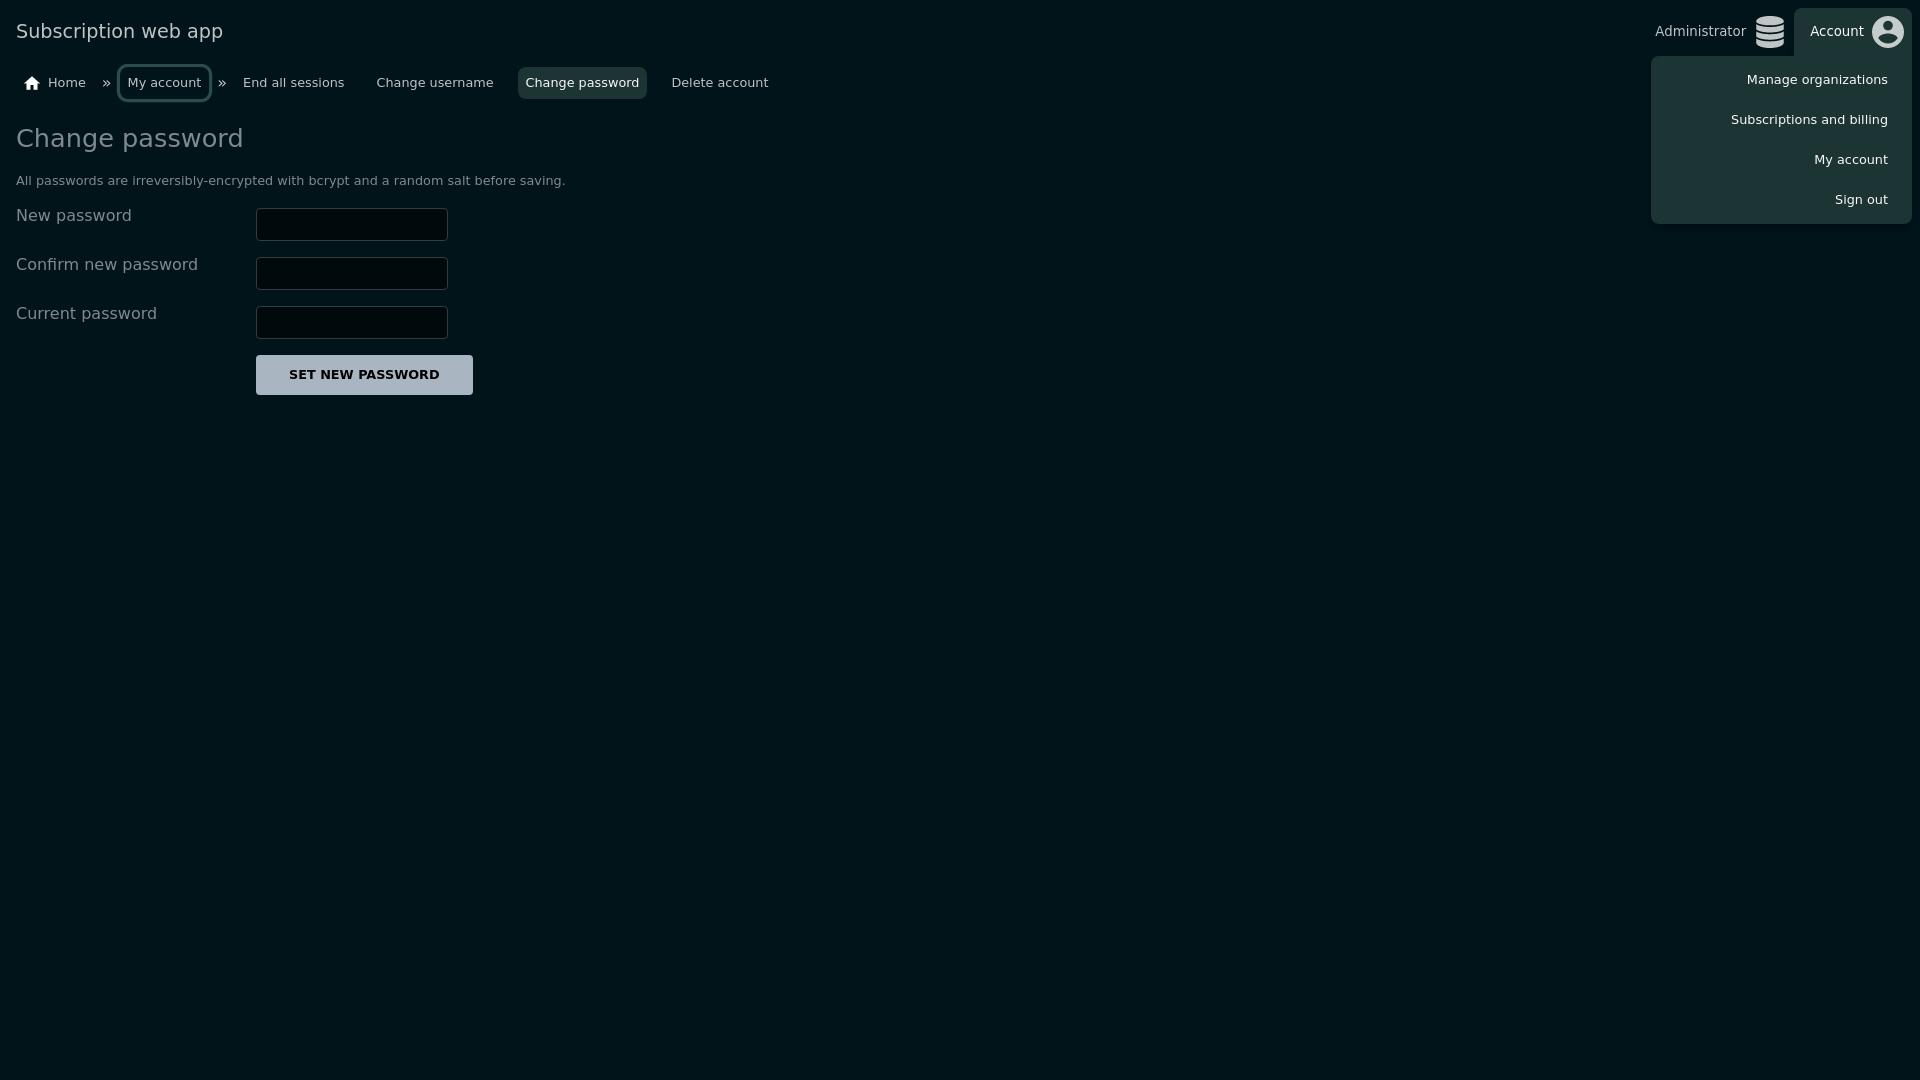 Subscription web app
Administrator
Account
Home » My account » End all sessions Change username Change password Delete account
Manage organizations
Subscriptions and billing
My account
Sign out
Change password
All passwords are irreversibly-encrypted with bcrypt and a random salt before saving.
New password
Confirm new password
Current password
SET NEW PASSWORD